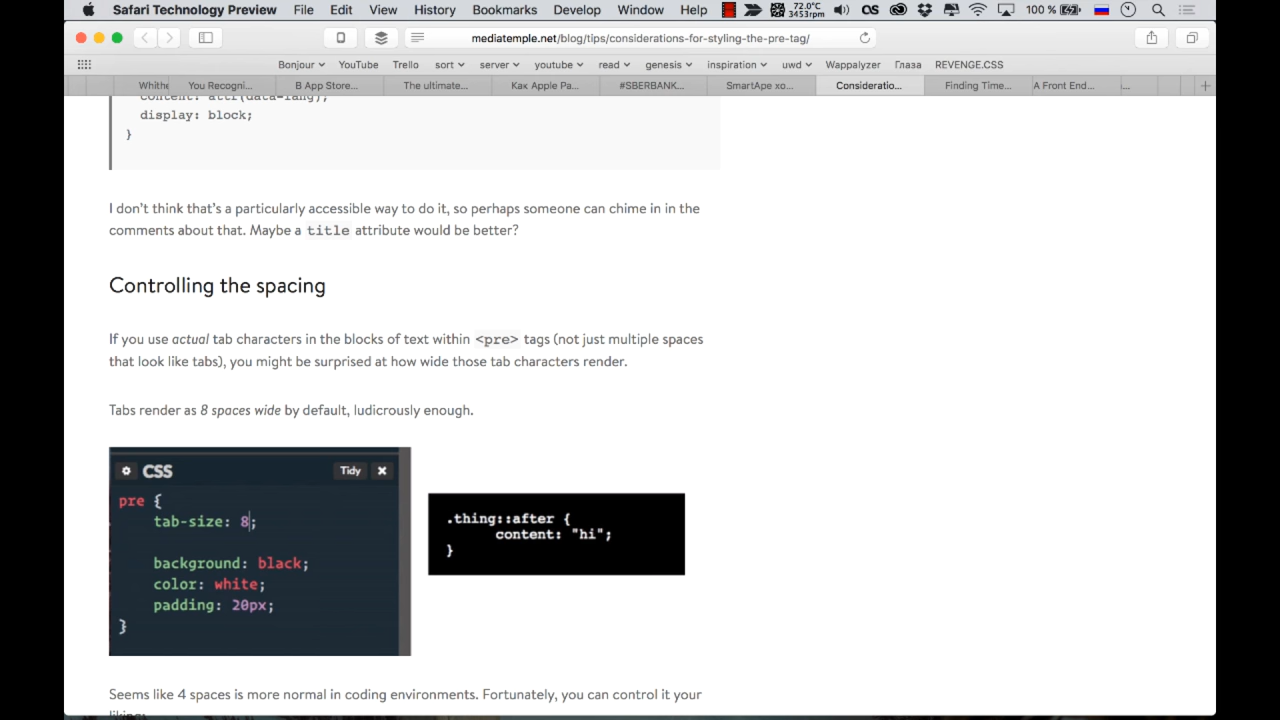 Safari Technology Preview File Edit View History Bookmarks Develop Window Help 72.0°C 3453rpm 100 %
mediatemple.net/blog/tips/considerations-for-styling-the-pre-tag/
Bonjour YouTube Trello sort server youtube read genesis inspiration uwd Wappalyzer Глаза REVENGE.CSS
Whithe You Recogni... B App Store... The ultimate... Как Apple Pa... #SBERBANK... SmartApe хо... Consideratio... Finding Time... A Front End... ...
content: attr(data-lang);
display: block;
}
I don't think that's a particularly accessible way to do it, so perhaps someone can chime in in the
comments about that. Maybe a title attribute would be better?
Controlling the spacing
If you use actual tab characters in the blocks of text within <pre> tags (not just multiple spaces
that look like tabs), you might be surprised at how wide those tab characters render.
Tabs render as 8 spaces wide by default, ludicrously enough.
CSS Tidy
pre {
tab-size: 8;
background: black;
color: white;
padding: 20px;
}
.thing::after {
content: "hi";
}
Seems like 4 spaces is more normal in coding environments. Fortunately, you can control it your
liking: